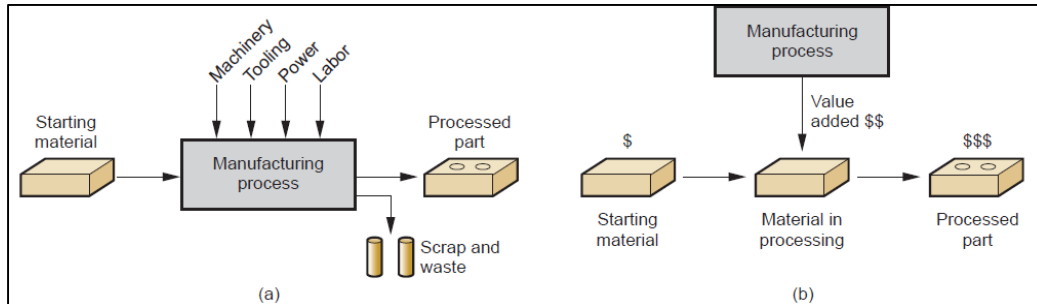 Machinery
Tooling
Power
Labor
Starting
material
Manufacturing
process
Processed
part
Scrap and
waste
(a)
Manufacturing
process
Value
added $$
$
$$$
Starting
material
Material in
processing
Processed
part
(b)